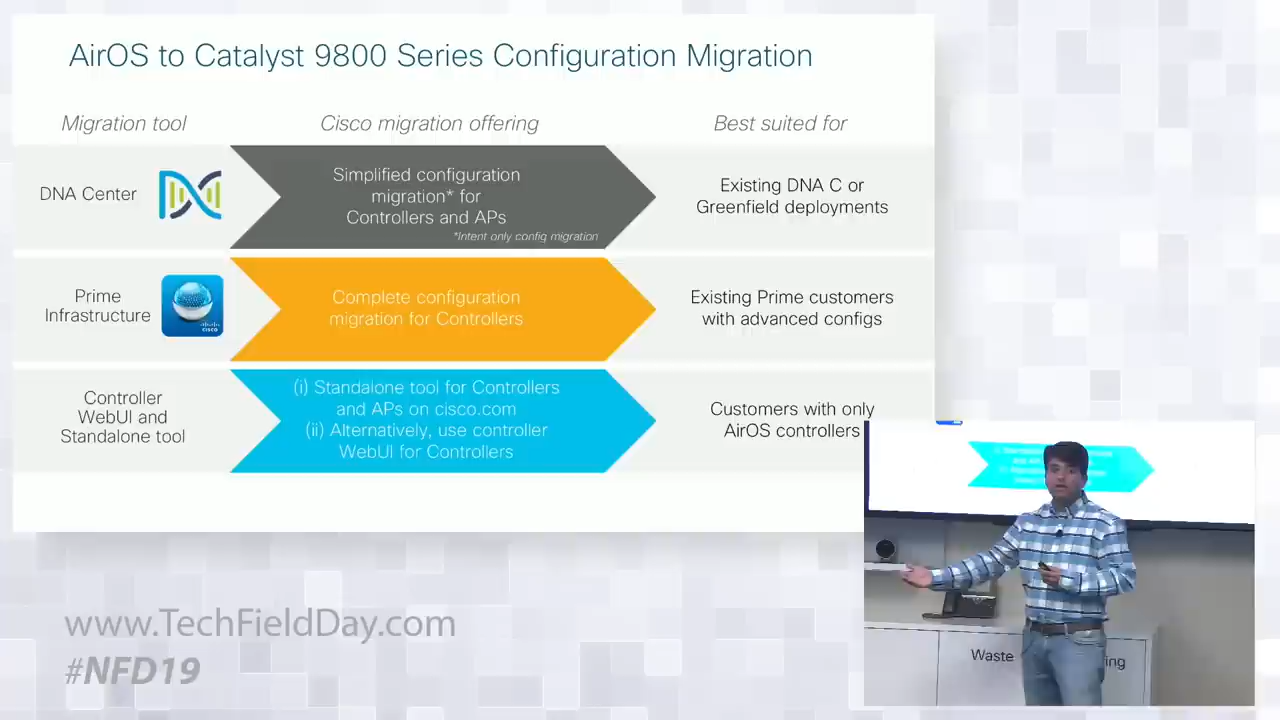 AirOS to Catalyst 9800 Series Configuration Migration
Migration tool
Cisco migration offering
Best suited for
DNA Center
Simplified configuration
migration* for
Controllers and APs
*Intent only config migration
Existing DNA C or
Greenfield deployments
Prime
Infrastructure
cisco
Complete configuration
migration for Controllers
Existing Prime customers
with advanced configs
Controller
WebUI and
Standalone tool
(i) Standalone tool for Controllers
and APs on cisco.com
(ii) Alternatively, use controller
WebUI for Controllers
Customers with only
AirOS controllers
www.TechFieldDay.com
#NFD19
Waste